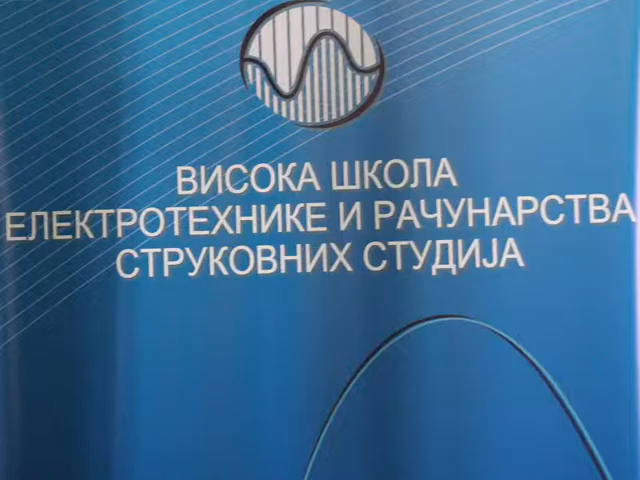 ВИСОКА ШКОЛА
ЕЛЕКТРОТЕХНИКЕ И РАЧУНАРСТВА
СТРУКОВНИХ СТУДИЈА